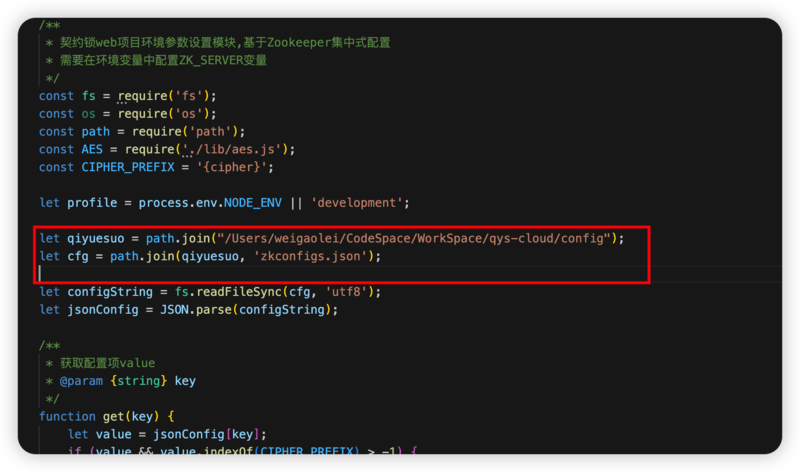 /**
 * 契约锁web项目环境参数设置模块,基于Zookeeper集中式配置
 * 需要在环境变量中配置ZK_SERVER变量
 */
const fs = require('fs');
const os = require('os');
const path = require('path');
const AES = require('./lib/aes.js');
const CIPHER_PREFIX = '{cipher}';
let profile = process.env.NODE_ENV || 'development';
let qiyuesuo = path.join("/Users/weigaolei/CodeSpace/WorkSpace/qys-cloud/config");
let cfg = path.join(qiyuesuo, 'zkconfigs.json');
let configString = fs.readFileSync(cfg, 'utf8');
let jsonConfig = JSON.parse(configString);
/**
 * 获取配置项value
 * @param {string} key
 */
function get(key) {
    let value = jsonConfig[key];
    if (value && value.indexOf(CIPHER_PREFIX) > -1) {